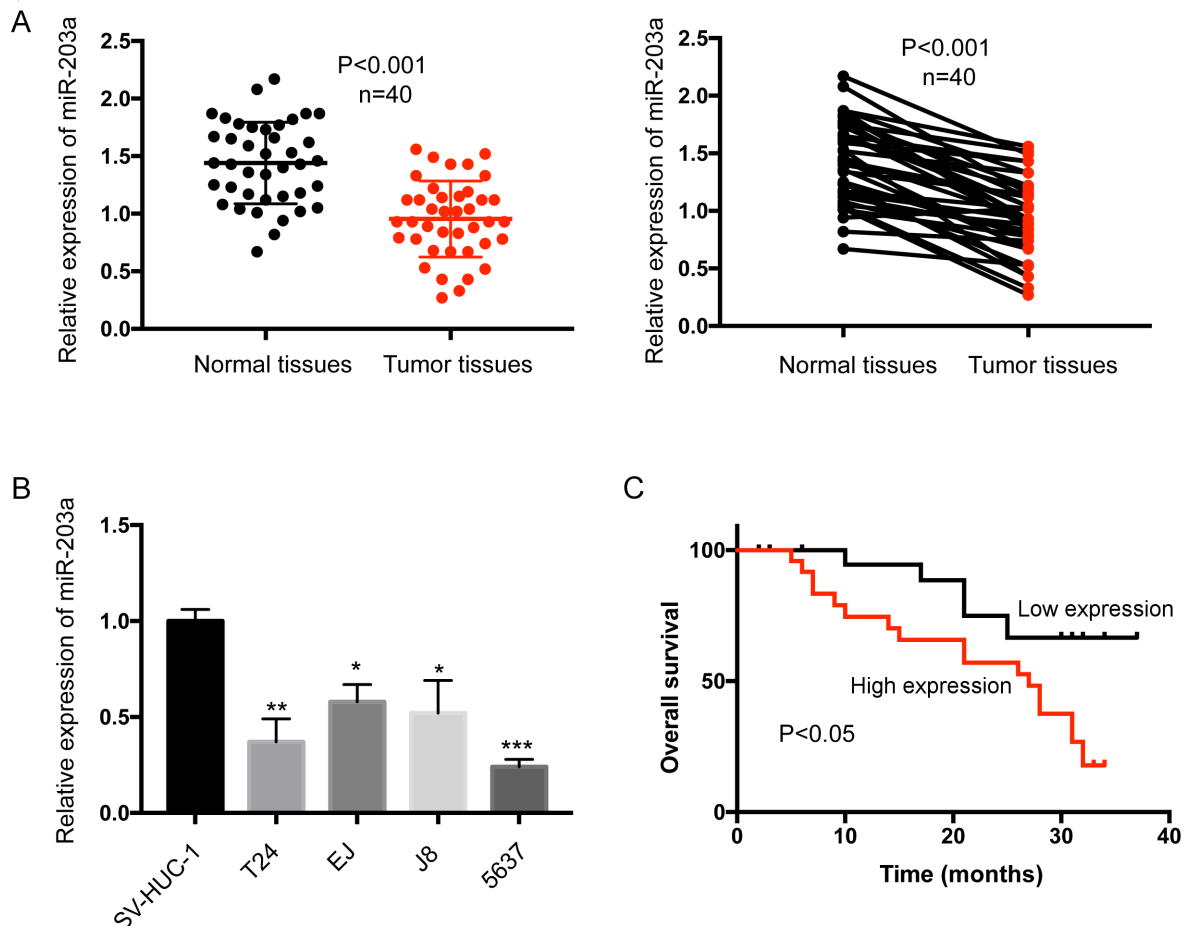 A
Relative expression of miR-203a
2.5
2.0
1.5
1.0
0.5
0.0
P<0.001
n=40
Normal tissues
Tumor tissues
Relative expression of miR-203a
2.5
2.0
1.5
1.0
0.5
0.0
P<0.001
n=40
Normal tissues
Tumor tissues
B
Relative expression of miR-203a
1.5
1.0
0.5
0.0
**
*
*
***
SV-HUC-1
T24
EJ
J8
5637
C
Overall survival
100
50
0
Low expression
High expression
P<0.05
0
10
20
30
40
Time (months)